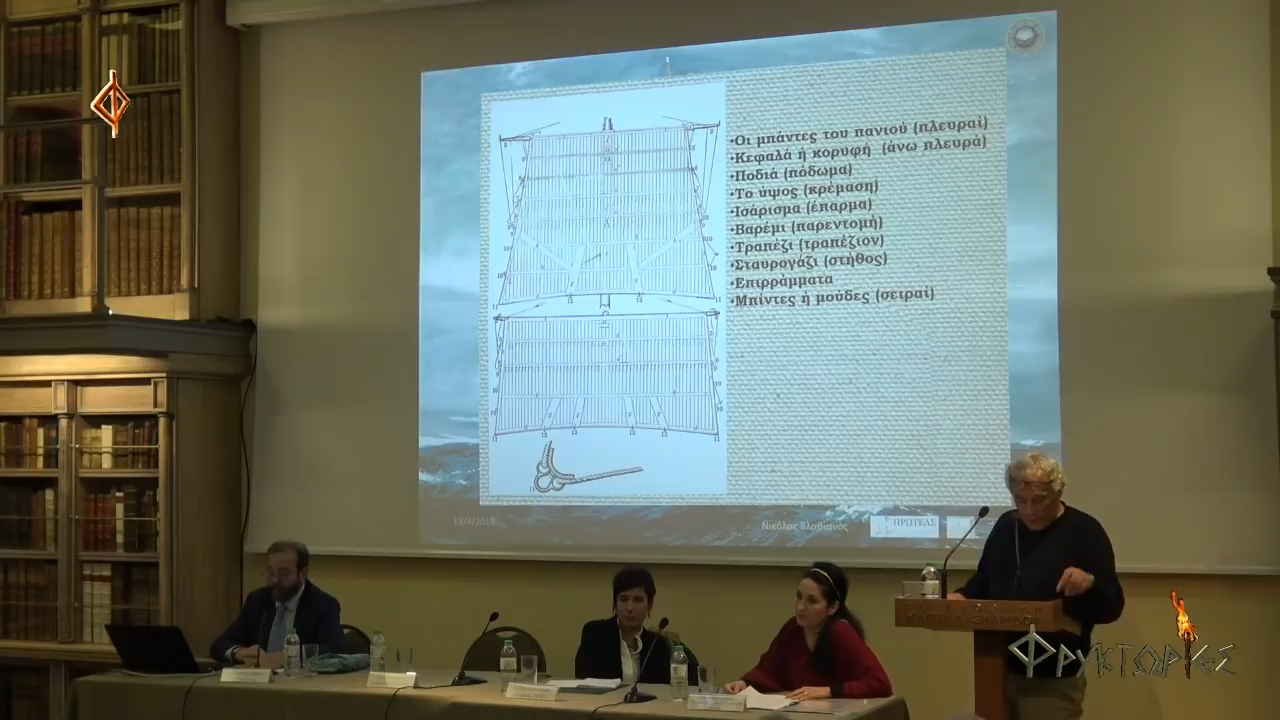 •Οι μπάντες του πανιού (πλευραί)
•Κεφαλά ή κορυφή (άνω πλευρά)
•Ποδιά (πόδωμα)
•Το ύψος (κρέμαση)
•Ισάρισμα (έπαρμα)
•Βαρέμι (παρεντομή)
•Τραπέζι (τραπέζιον)
•Σταυρογάζι (στήθος)
•Επιρράμματα
•Μπίντες ή μούδες (σειραί)
Νικόλας Βλαβιανός
ΠΡΩΤΕΑΣ
ΦρυκτωρίεΣ